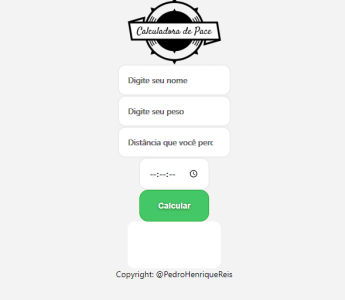 Calculadora de Pace
Digite seu nome
Digite seu peso
Distância que você perc
--:--:--
Calcular
Copyright: @PedroHenriqueReis